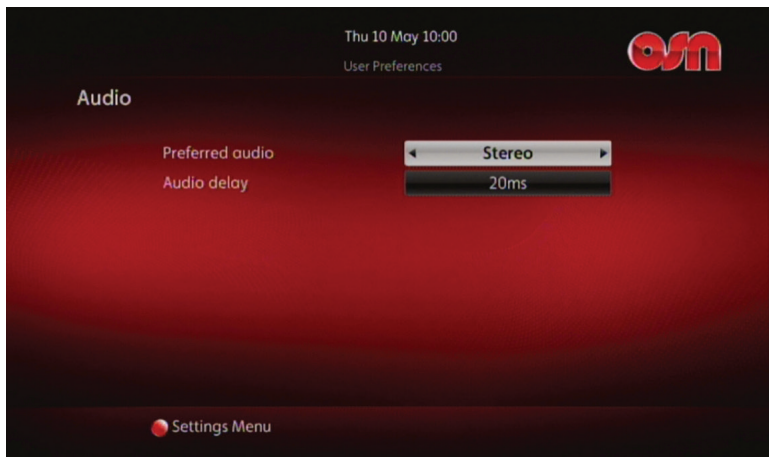 Thu 10 May 10:00
osn
User Preferences
Audio
Preferred audio Stereo
Audio delay 20ms
Settings Menu